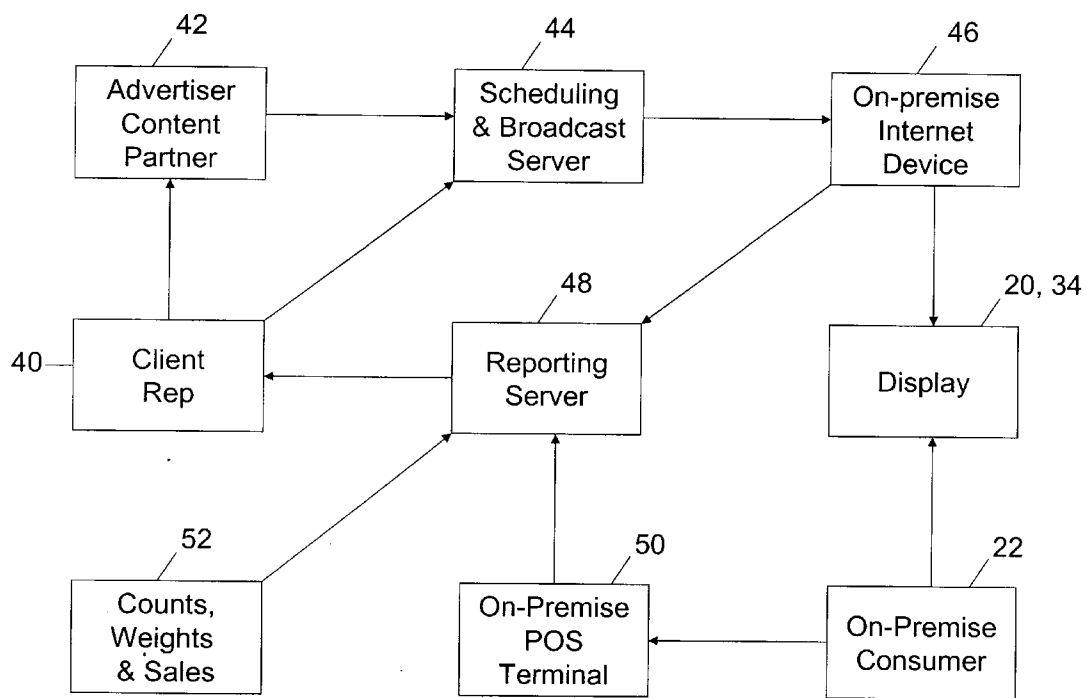 42
44
46
Advertiser
Content
Partner
Scheduling
& Broadcast
Server
On-premise
Internet
Device
48
20, 34
40
Client
Rep
Reporting
Server
Display
52
50
22
Counts,
Weights
& Sales
On-Premise
POS
Terminal
On-Premise
Consumer